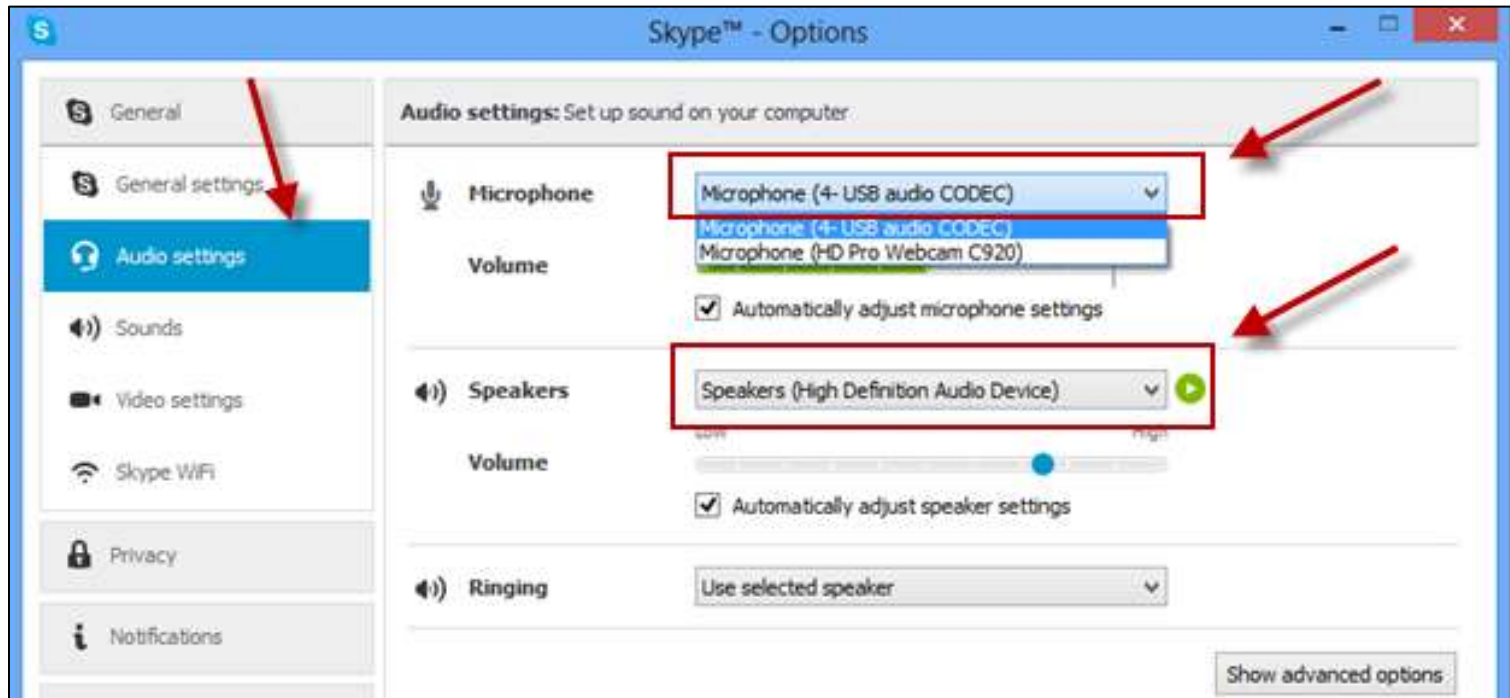 Skype™ - Options
General
General settings
Audio settings
Sounds
Video settings
Skype WiFi
Privacy
Notifications
Audio settings: Set up sound on your computer
Microphone
Microphone (4- USB audio CODEC)
Microphone (4- USB audio CODEC)
Microphone (HD Pro Webcam C920)
Volume
Automatically adjust microphone settings
Speakers
Speakers (High Definition Audio Device)
Low High
Volume
Automatically adjust speaker settings
Ringing
Use selected speaker
Show advanced options